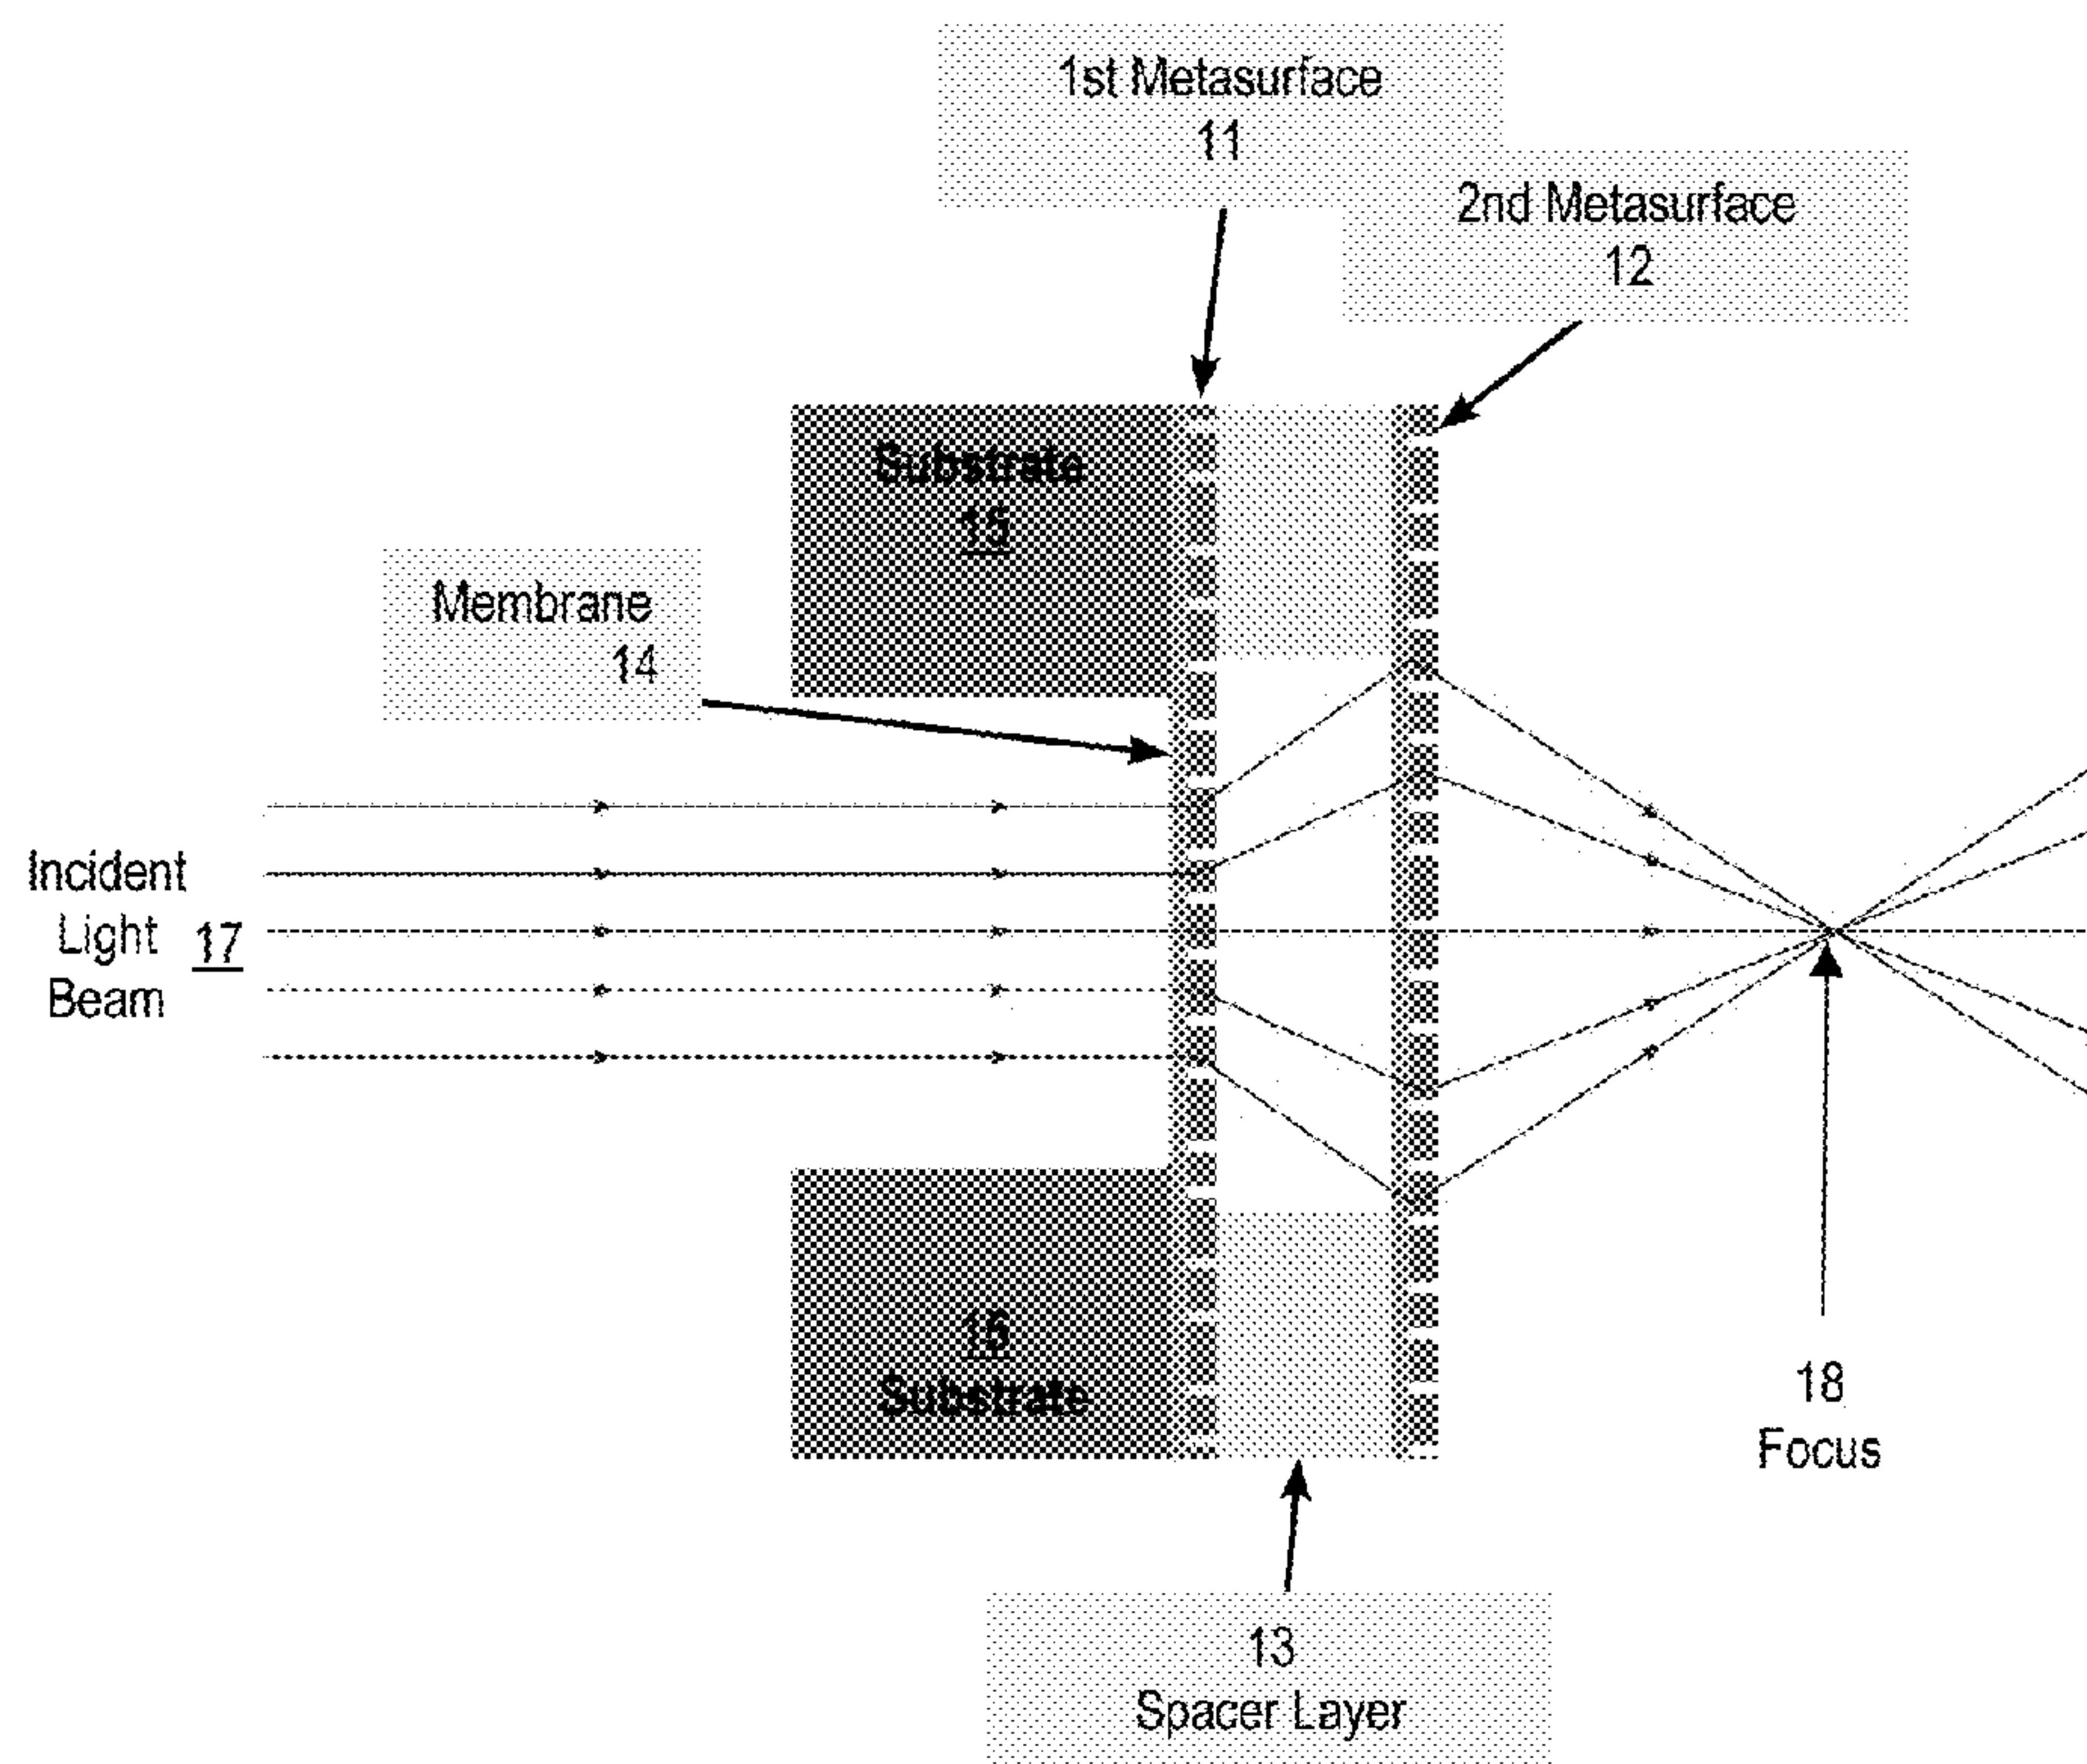 1st Metasurface
11
2nd Metasurface
12
Substrate
15
Membrane
14
Incident
Light 17
Beam
16
Substrate
18
Focus
13
Spacer Layer